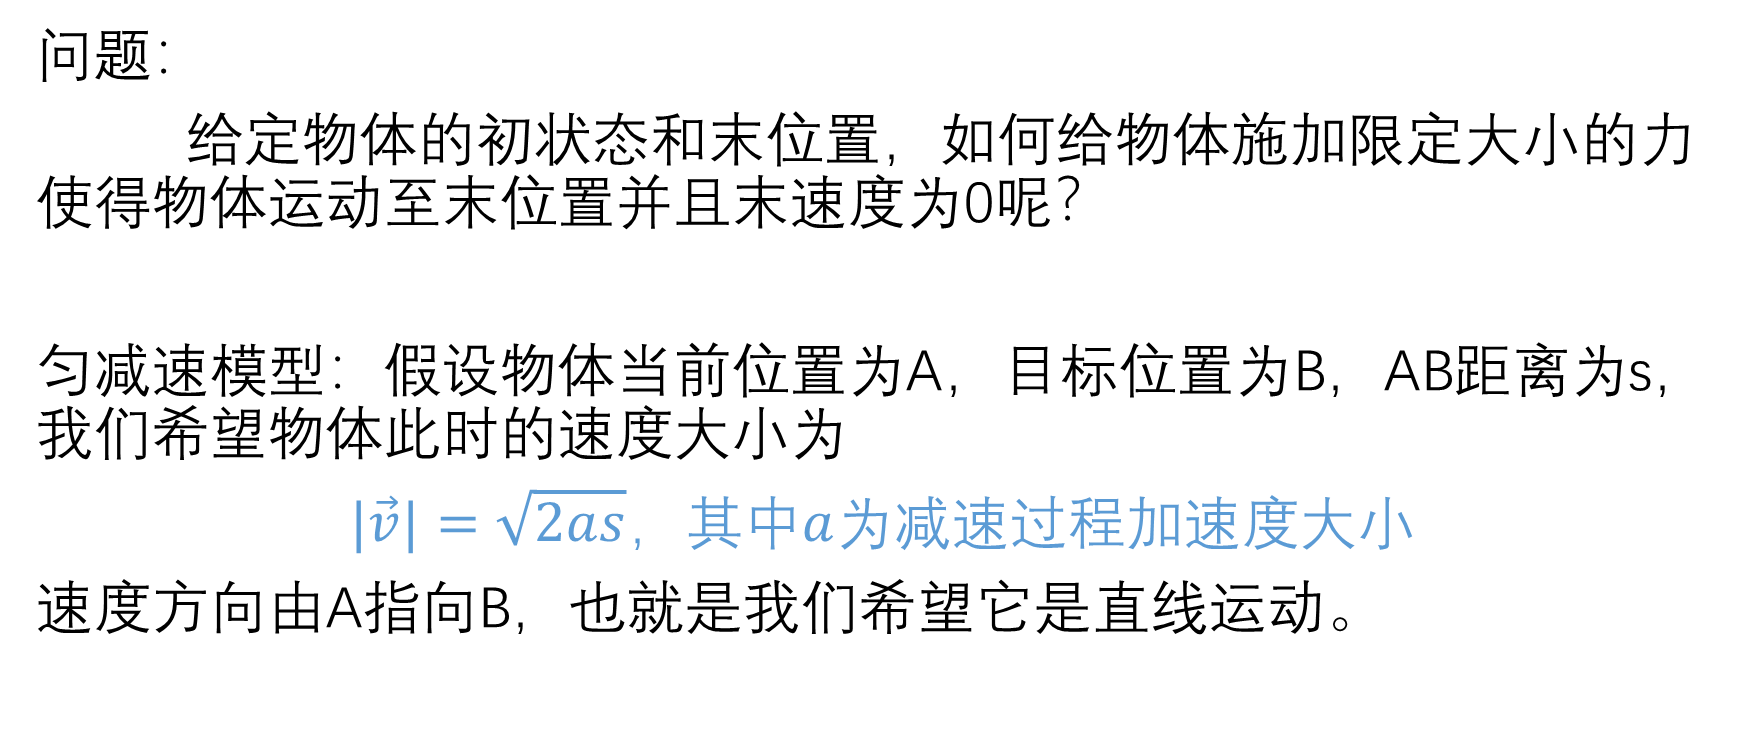 问题：
给定物体的初状态和末位置，如何给物体施加限定大小的力
使得物体运动至末位置并且末速度为0呢？
匀减速模型：假设物体当前位置为A，目标位置为B，AB距离为s，
我们希望物体此时的速度大小为
|v⃗| = √2as，其中a为减速过程加速度大小
速度方向由A指向B，也就是我们希望它是直线运动。